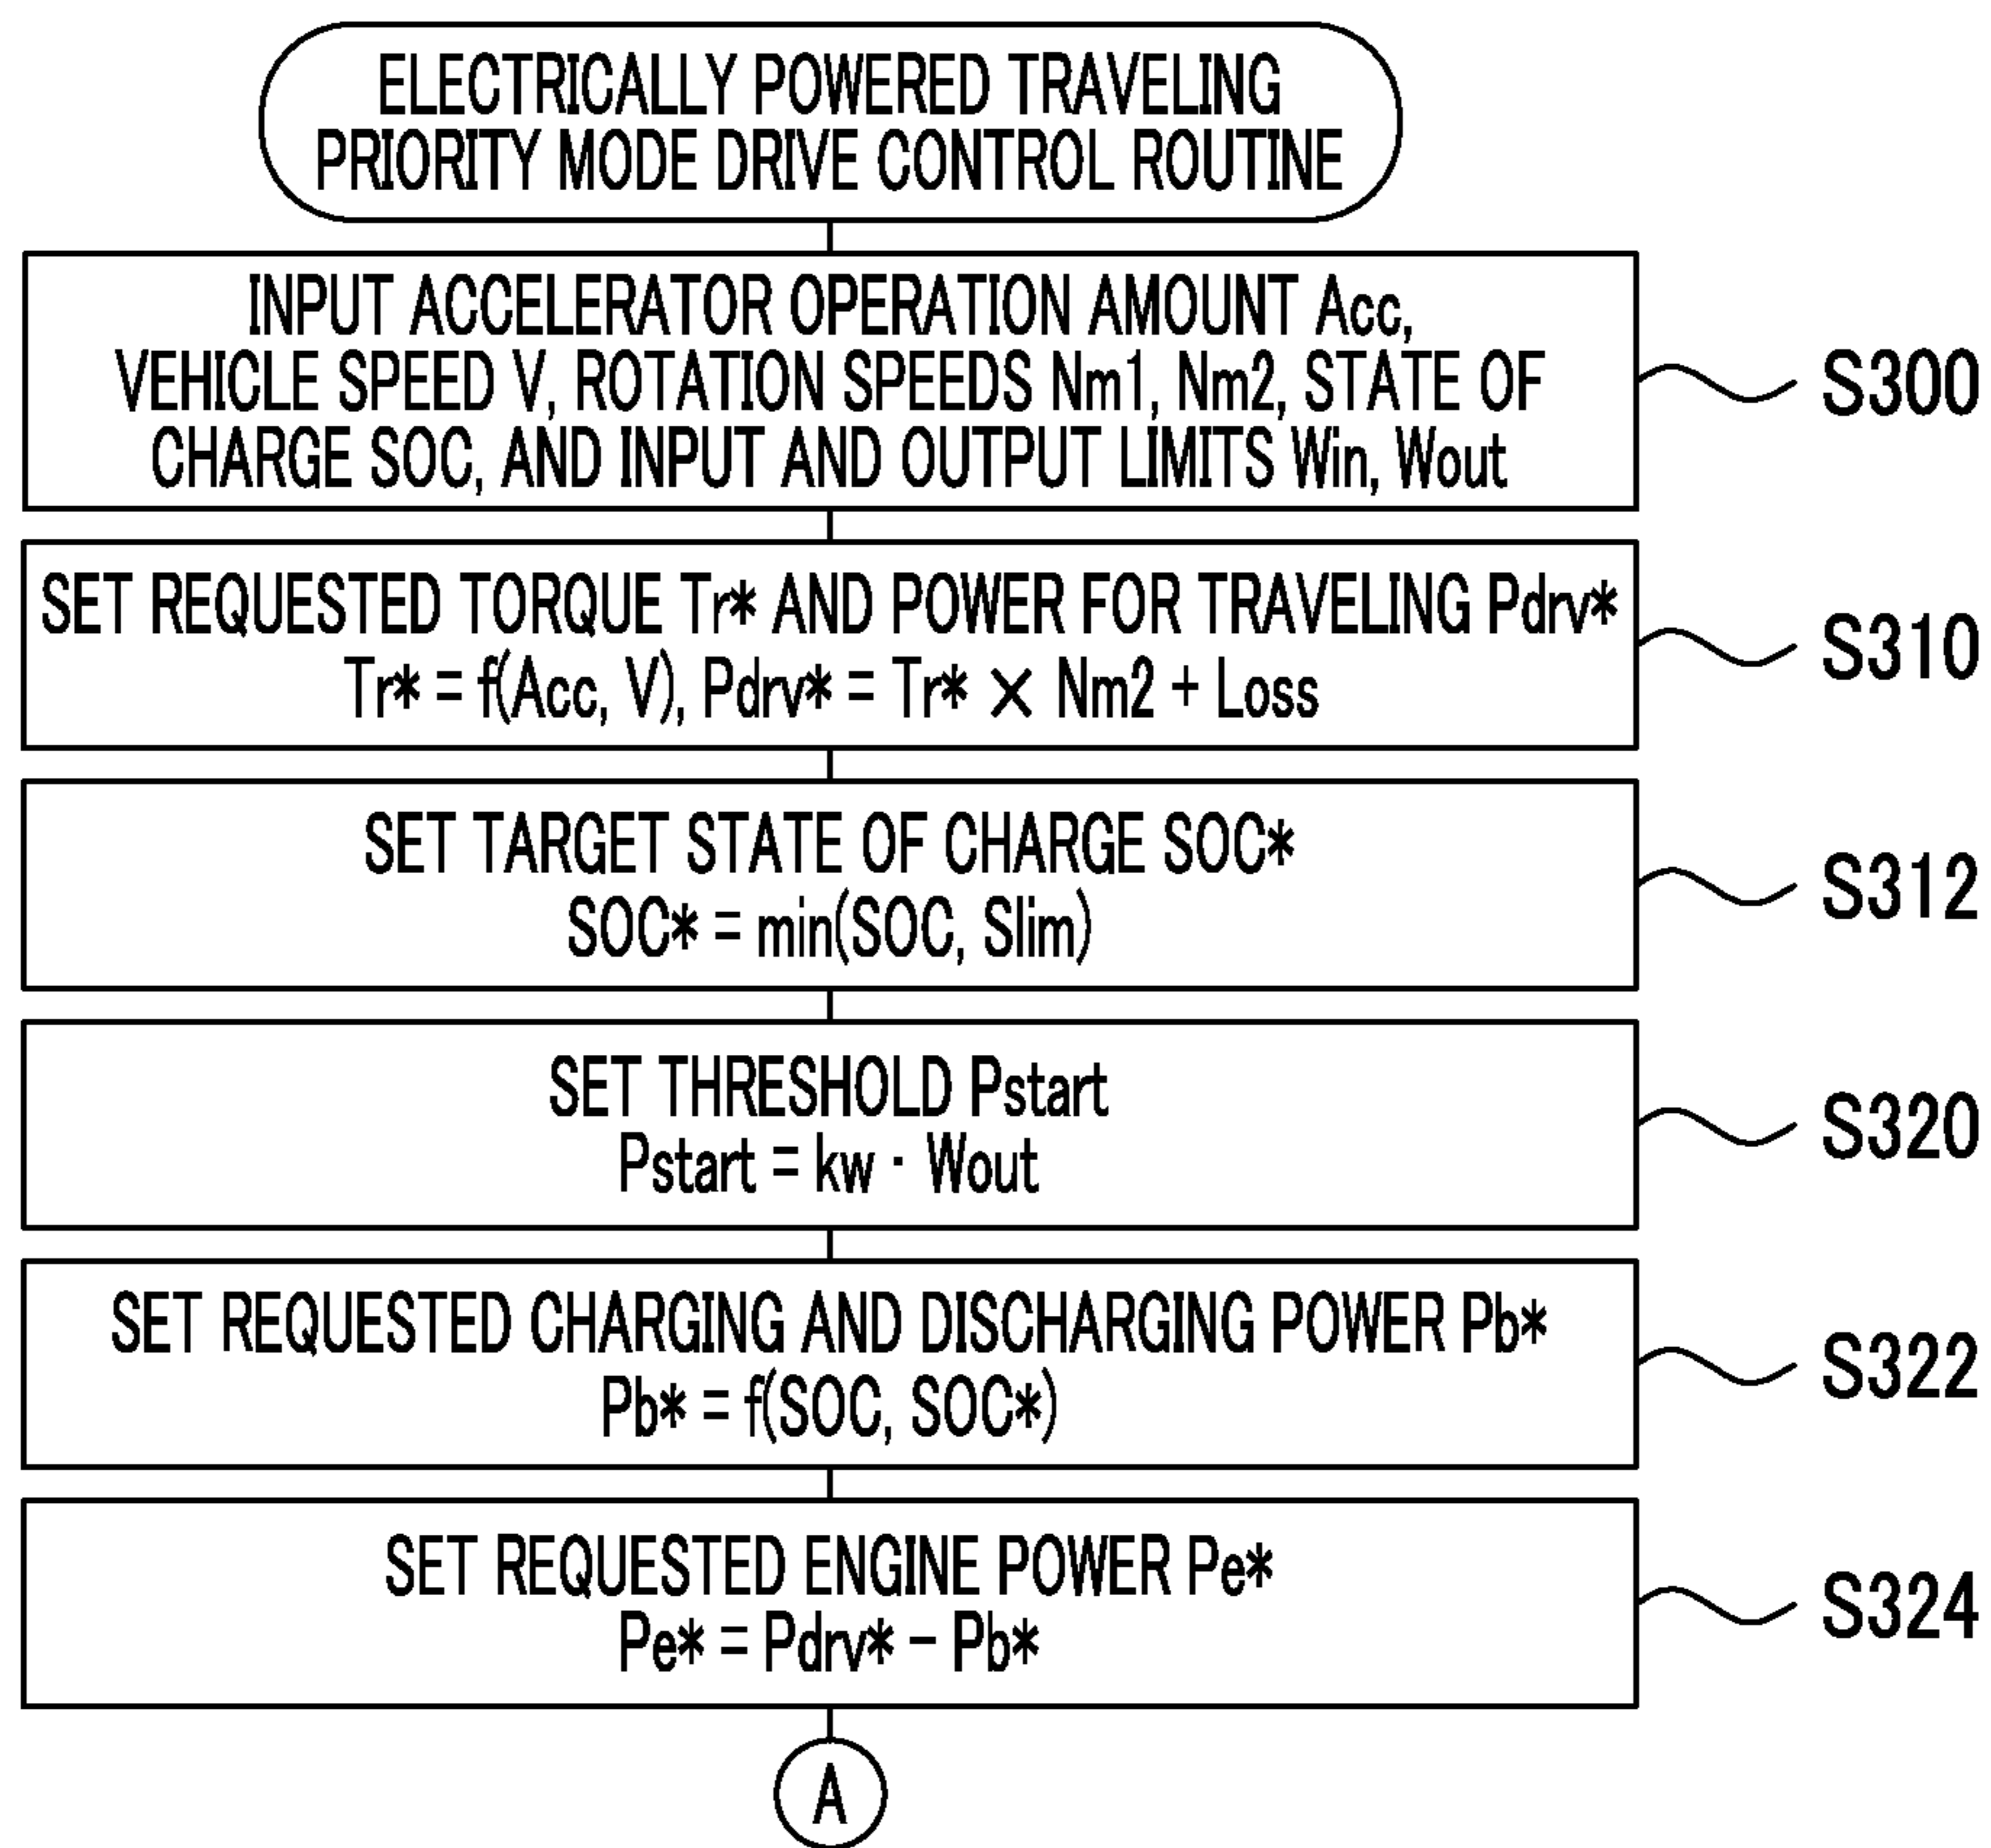 ELECTRICALLY POWERED TRAVELING
PRIORITY MODE DRIVE CONTROL ROUTINE
INPUT ACCELERATOR OPERATION AMOUNT Acc,
VEHICLE SPEED V, ROTATION SPEEDS Nm1, Nm2, STATE OF
CHARGE SOC, AND INPUT AND OUTPUT LIMITS Win, Wout
S300
SET REQUESTED TORQUE Tr* AND POWER FOR TRAVELING Pdrv*
Tr* = f(Acc, V), Pdrv* = Tr* × Nm2 + Loss
S310
SET TARGET STATE OF CHARGE SOC*
SOC* = min(SOC, Slim)
S312
SET THRESHOLD Pstart
Pstart = kw · Wout
S320
SET REQUESTED CHARGING AND DISCHARGING POWER Pb*
Pb* = f(SOC, SOC*)
S322
SET REQUESTED ENGINE POWER Pe*
Pe* = Pdrv* − Pb*
S324
A